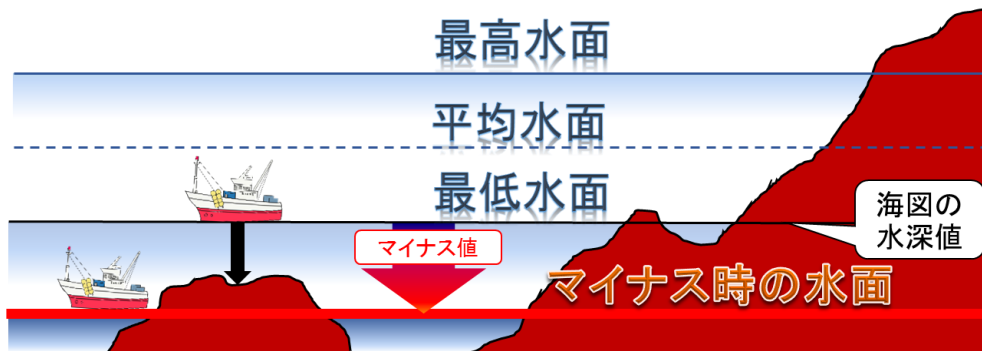 最高水面
平均水面
最低水面
海図の
水深値
マイナス値
マイナス時の水面